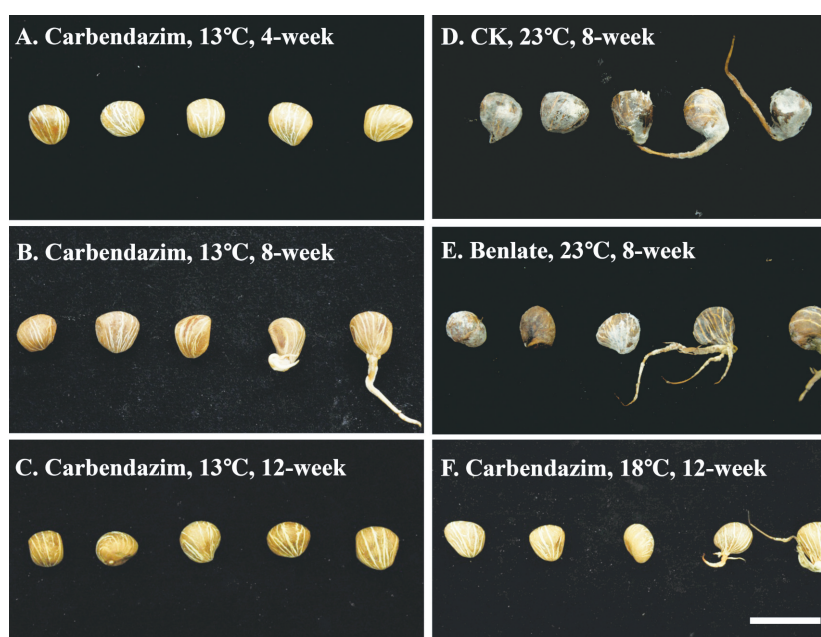 A. Carbendazim, 13℃, 4-week
D. CK, 23℃, 8-week
B. Carbendazim, 13℃, 8-week
E. Benlate, 23℃, 8-week
C. Carbendazim, 13℃, 12-week
F. Carbendazim, 18℃, 12-week